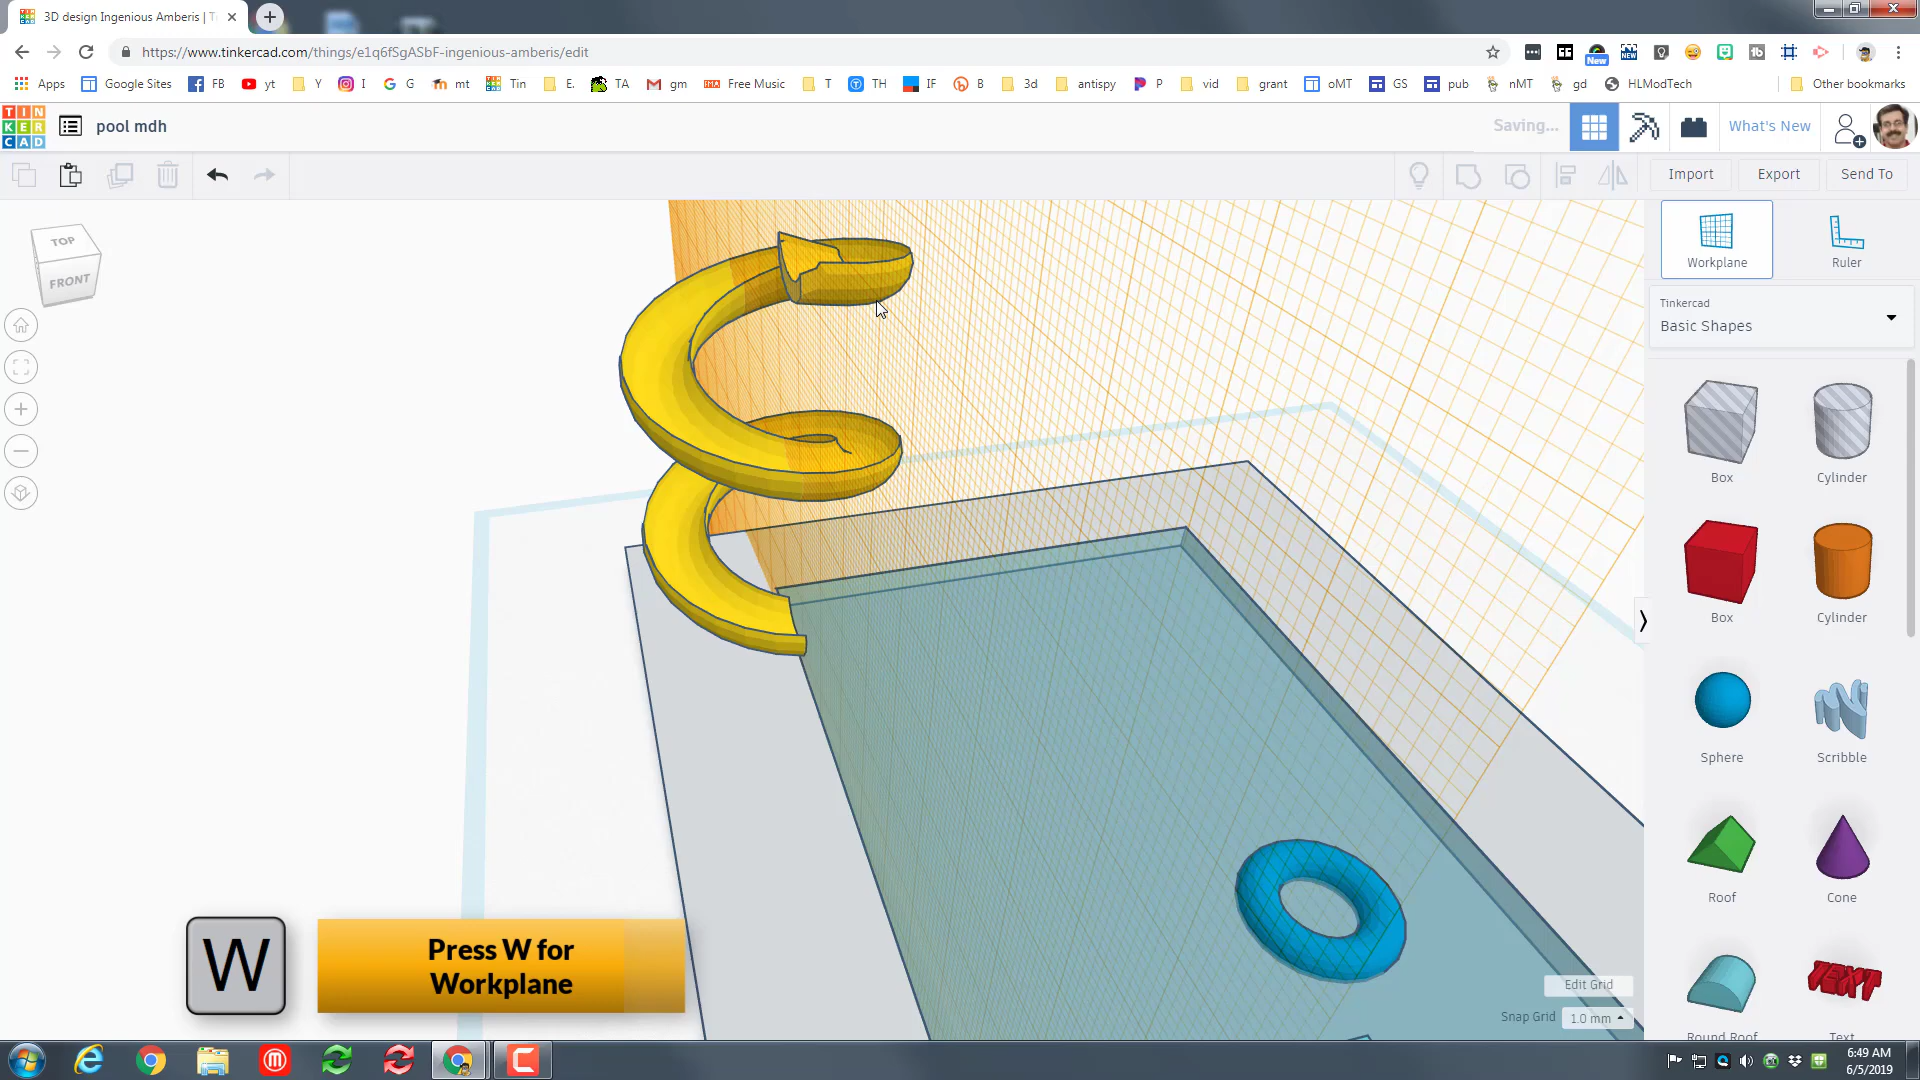 3D design Ingenious Amberis | T
https://www.tinkercad.com/things/e1q6fSgASbF-ingenious-amberis/edit
New
NEW
Apps Google Sites FB yt Y I G mt Tin E. TA gm Free Music T TH IF B 3d antispy P vid grant oMT GS pub nMT gd HLModTech Other bookmarks
TIN
KER
CAD
pool mdh
Saving...
What's New
Import
Export
Send To
TOP
FRONT
Workplane
Ruler
Tinkercad
Basic Shapes
Box
Cylinder
Box
Cylinder
Sphere
Scribble
Roof
Cone
TEXT
Round Roof
Text
W
Press W for
Workplane
Edit Grid
Snap Grid 1.0 mm
6:49 AM
6/5/2019